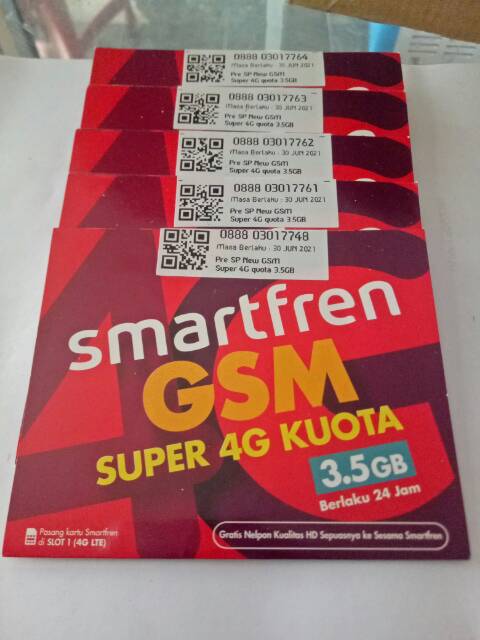 0888 03017764
Masa Berlaku : 30 JUN 2021
Pre SP New GSM
Super 4G quota 3.5GB
0888 03017763
Masa Berlaku : 30 JUN 2021
Pre SP New GSM
Super 4G quota 3.5GB
0888 03017762
Masa Berlaku : 30 JUN 2021
Pre SP New GSM
Super 4G quota 3.5GB
0888 03017761
Masa Berlaku : 30 JUN 2021
Pre SP New GSM
Super 4G quota 3.5GB
0888 03017748
Masa Berlaku : 30 JUN 2021
Pre SP New GSM
Super 4G quota 3.5GB
smartfren
GSM
SUPER 4G KUOTA
3.5GB
Berlaku 24 Jam
Pasang kartu Smartfren
di SLOT 1 (4G LTE)
Gratis Nelpon Kualitas HD Sepuasnya ke Sesama Smartfren